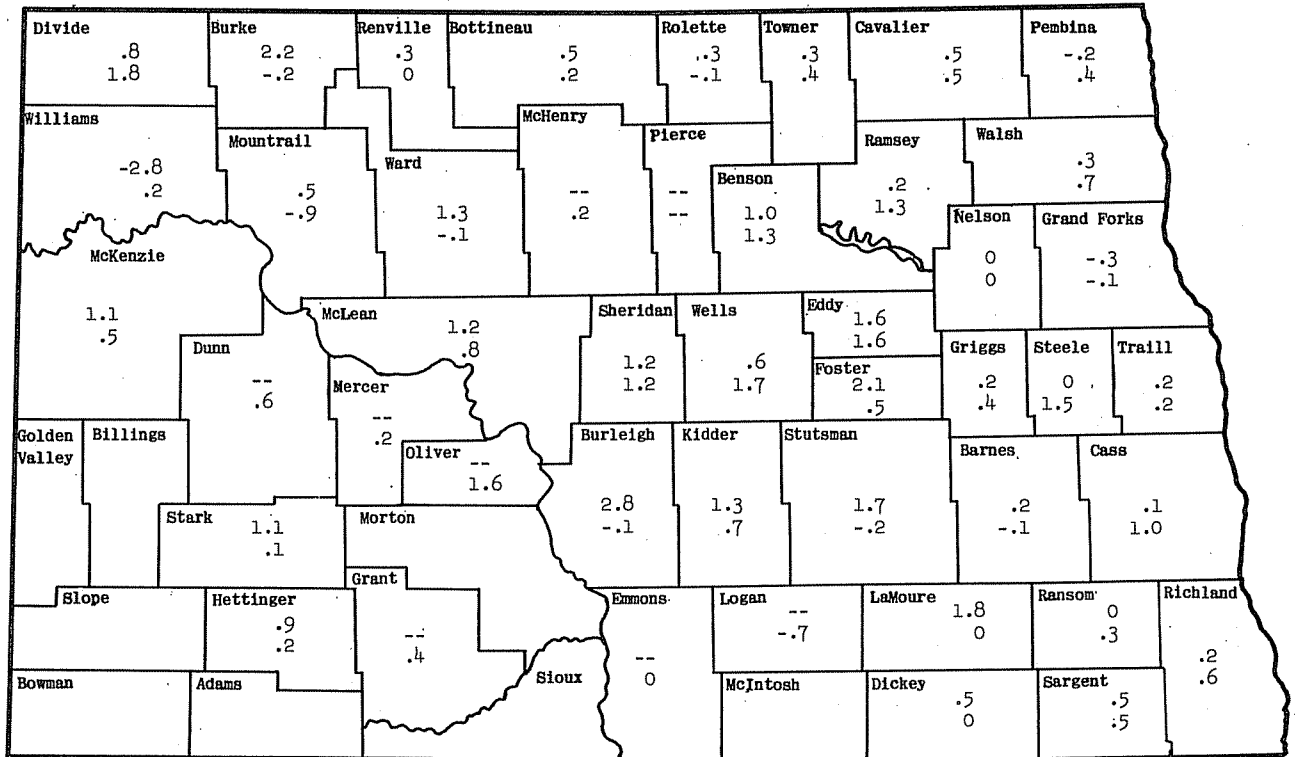 Divide
.8
1.8
Burke
2.2
-.2
Renville
.3
0
Bottineau
.5
.2
Rolette
.3
-.1
Towner
.3
.4
Cavalier
.5
.5
Pembina
-.2
.4
Williams
-2.8
.2
Mountrail
.5
-.9
Ward
1.3
-.1
McHenry
--
.2
Pierce
--
--
Benson
1.0
1.3
Ramsey
.2
1.3
Walsh
.3
.7
Nelson
0
0
Grand Forks
-.3
-.1
McKenzie
1.1
.5
Dunn
--
.6
McLean
1.2
.8
Mercer
--
.2
Oliver
--
1.6
Sheridan
1.2
1.2
Wells
.6
1.7
Eddy
1.6
1.6
Foster
2.1
.5
Griggs
.2
.4
Steele
0
1.5
Traill
.2
.2
Golden
Valley
Billings
Stark
1.1
.1
Morton
Burleigh
2.8
-.1
Kidder
1.3
.7
Stutsman
1.7
-.2
Barnes
.2
-.1
Cass
.1
1.0
Slope
Hettinger
.9
.2
Grant
--
.4
Sioux
Emmons
--
0
Logan
--
-.7
LaMoure
1.8
0
Ransom
0
.3
Richland
.2
.6
Bowman
Adams
McIntosh
Dickey
.5
0
Sargent
.5
.5